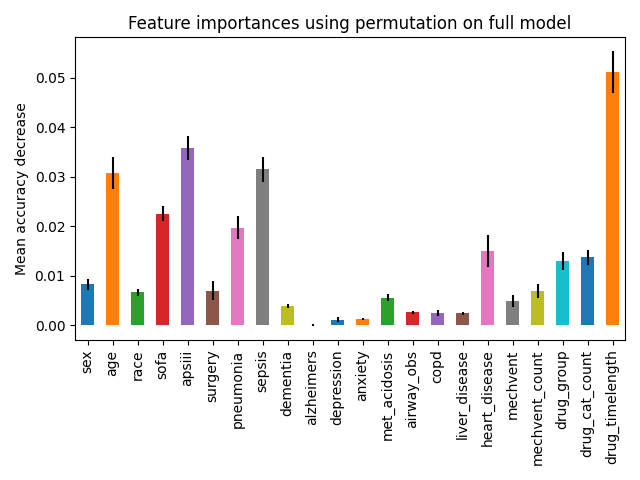 Feature importances using permutation on full model
Mean accuracy decrease
0.05
0.04
0.03
0.02
0.01
0.00
sex
age
race
sofa
apsiii
surgery
pneumonia
sepsis
dementia
alzheimers
depression
anxiety
met_acidosis
airway_obs
copd
liver_disease
heart_disease
mechvent
mechvent_count
drug_group
drug_cat_count
drug_timelength